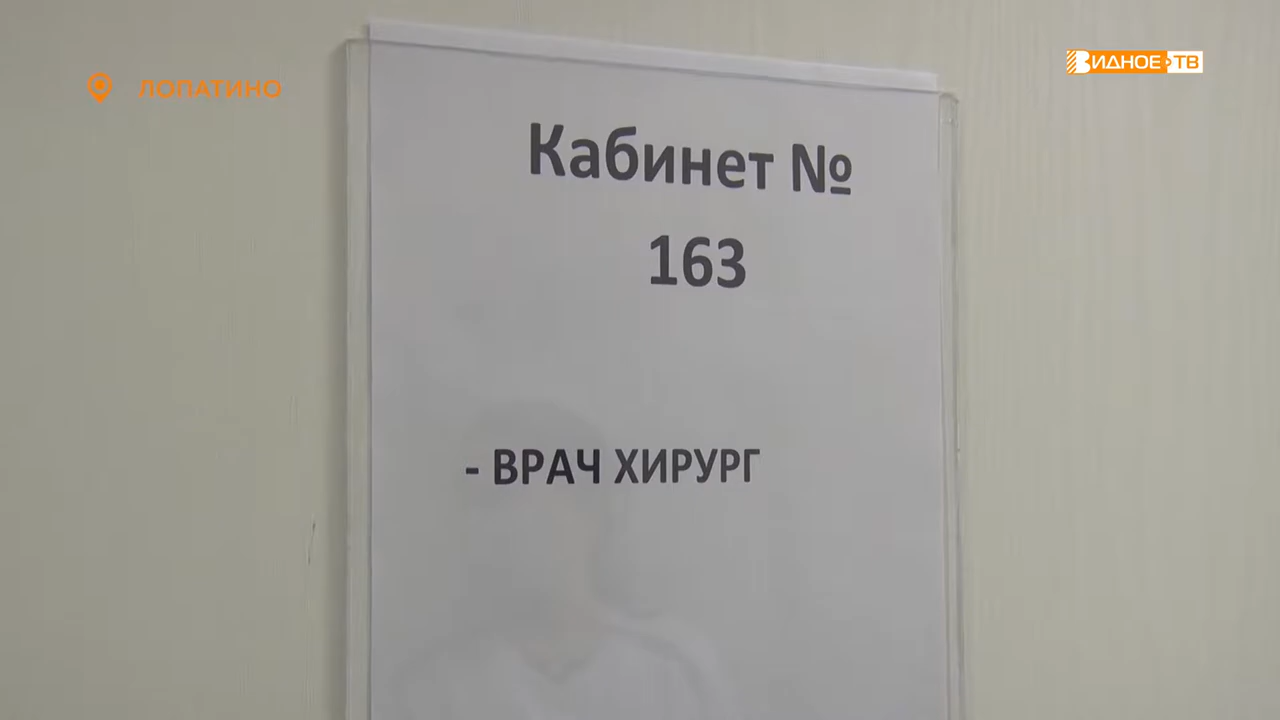 ЛОПАТИНО
ВИДНОЕ-ТВ
Кабинет №
163
- ВРАЧ ХИРУРГ